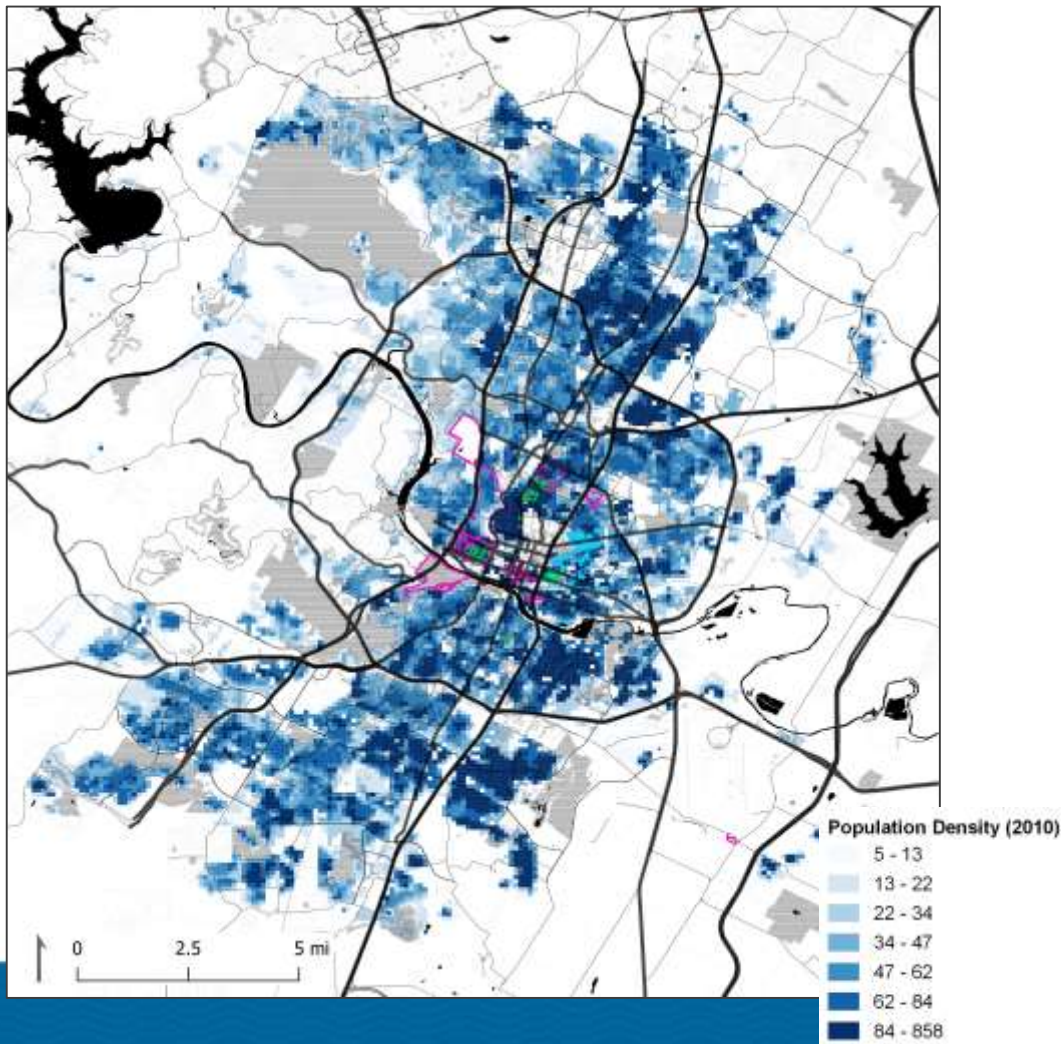 Population Density (2010)
5 - 13
13 - 22
22 - 34
34 - 47
47 - 62
62 - 84
84 - 858
0 2.5 5 mi